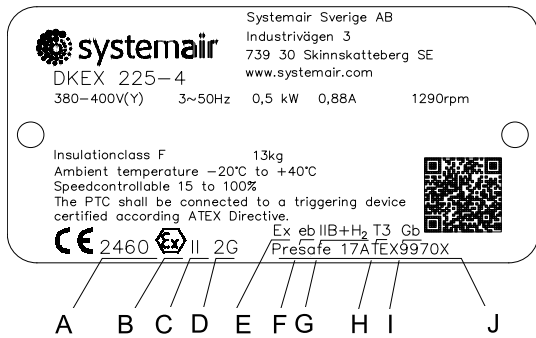 Systemair Sverige AB
Industrivägen 3
739 30 Skinnskatteberg SE
www.systemair.com
systemair
DKEX 225-4
380-400V(Y) 3~50Hz 0,5 kW 0,88A 1290rpm
Insulationclass F 13kg
Ambient temperature -20°C to +40°C
Speedcontrollable 15 to 100%
The PTC shall be connected to a triggering device
certified according ATEX Directive.
Ex eb IIB+H₂ T3 Gb
CE 2460 Ex II 2G Presafe 17ATEX9970X
A B C D E F G H I J